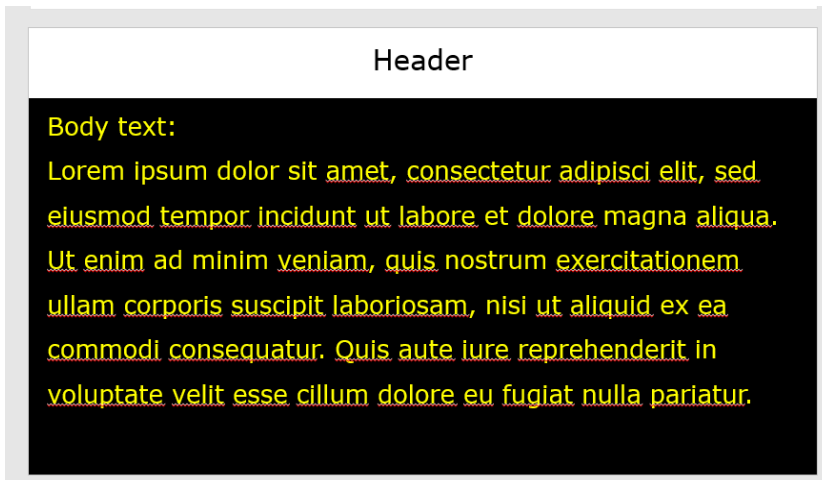 Header
Body text:
Lorem ipsum dolor sit amet, consectetur adipisci elit, sed
eiusmod tempor incidunt ut labore et dolore magna aliqua.
Ut enim ad minim veniam, quis nostrum exercitationem
ullam corporis suscipit laboriosam, nisi ut aliquid ex ea
commodi consequatur. Quis aute iure reprehenderit in
voluptate velit esse cillum dolore eu fugiat nulla pariatur.